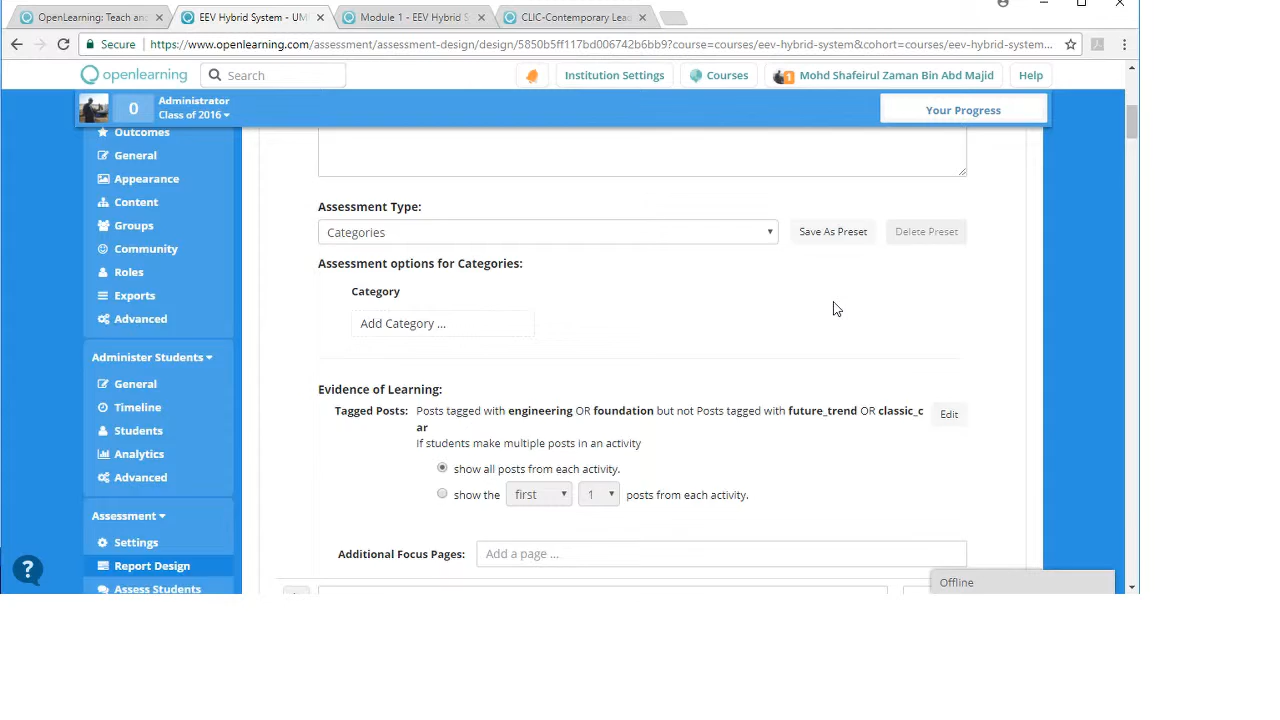 OpenLearning: Teach an
EEV Hybrid System - UM
Module 1 - EEV Hybrid S
CLIC-Contemporary Lea
Secure
https://www.openlearning.com/assessment/assessment-design/design/5850b5ff117bd006742b6bb9?course=courses/eev-hybrid-system&cohort=courses/eev-hybrid-system...
openlearning
Search
Institution Settings
Courses
1
Mohd Shafeirul Zaman Bin Abd Majid
Help
0
Administrator
Class of 2016
Your Progress
Outcomes
General
Appearance
Content
Groups
Community
Roles
Exports
Advanced
Administer Students
General
Timeline
Students
Analytics
Advanced
Assessment
Settings
Report Design
Assess Students
Assessment Type:
Categories
Save As Preset
Delete Preset
Assessment options for Categories:
Category
Add Category ...
Evidence of Learning:
Tagged Posts: Posts tagged with engineering OR foundation but not Posts tagged with future_trend OR classic_c
ar
Edit
If students make multiple posts in an activity
show all posts from each activity.
show the first 1 posts from each activity.
Additional Focus Pages: Add a page ...
Offline
?